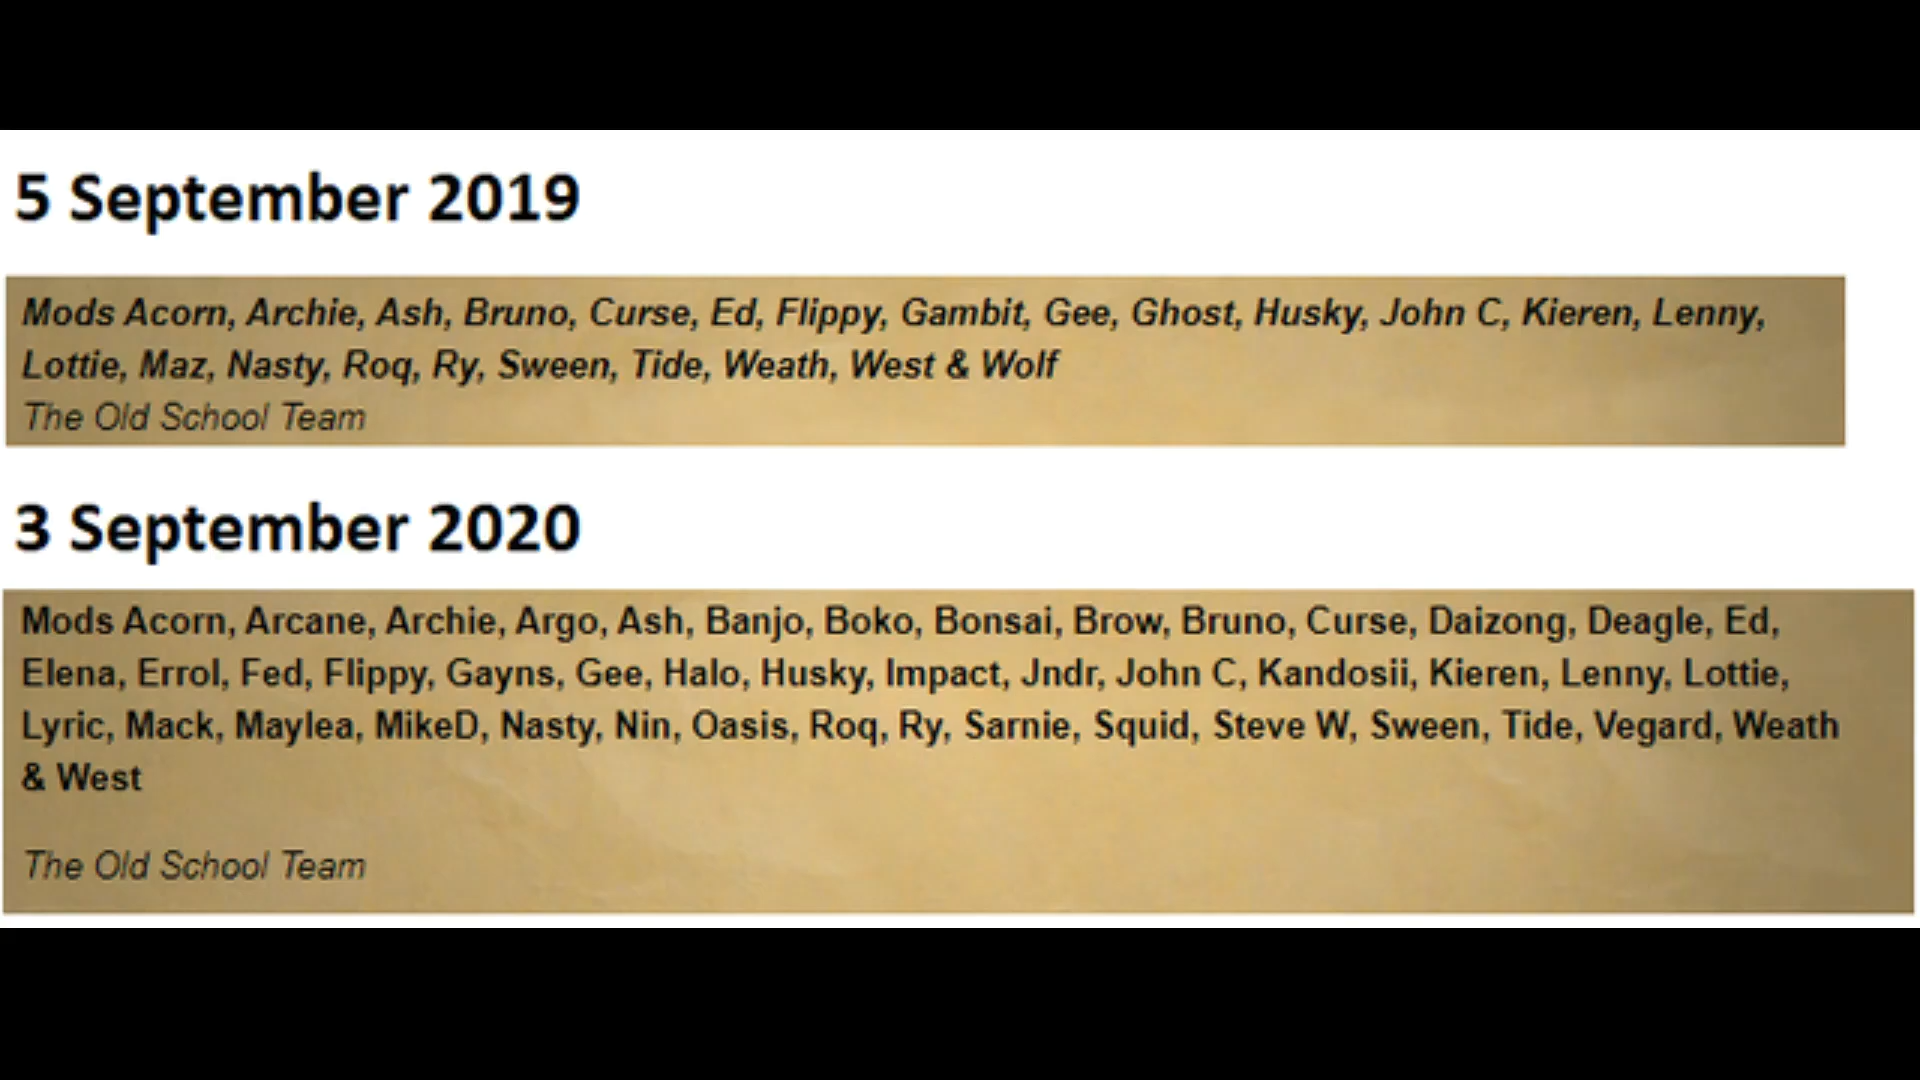 5 September 2019
Mods Acorn, Archie, Ash, Bruno, Curse, Ed, Flippy, Gambit, Gee, Ghost, Husky, John C, Kieren, Lenny,
Lottie, Maz, Nasty, Roq, Ry, Sween, Tide, Weath, West & Wolf
The Old School Team
3 September 2020
Mods Acorn, Arcane, Archie, Argo, Ash, Banjo, Boko, Bonsai, Brow, Bruno, Curse, Daizong, Deagle, Ed,
Elena, Errol, Fed, Flippy, Gayns, Gee, Halo, Husky, Impact, Jndr, John C, Kandosii, Kieren, Lenny, Lottie,
Lyric, Mack, Maylea, MikeD, Nasty, Nin, Oasis, Roq, Ry, Sarnie, Squid, Steve W, Sween, Tide, Vegard, Weath
& West
The Old School Team